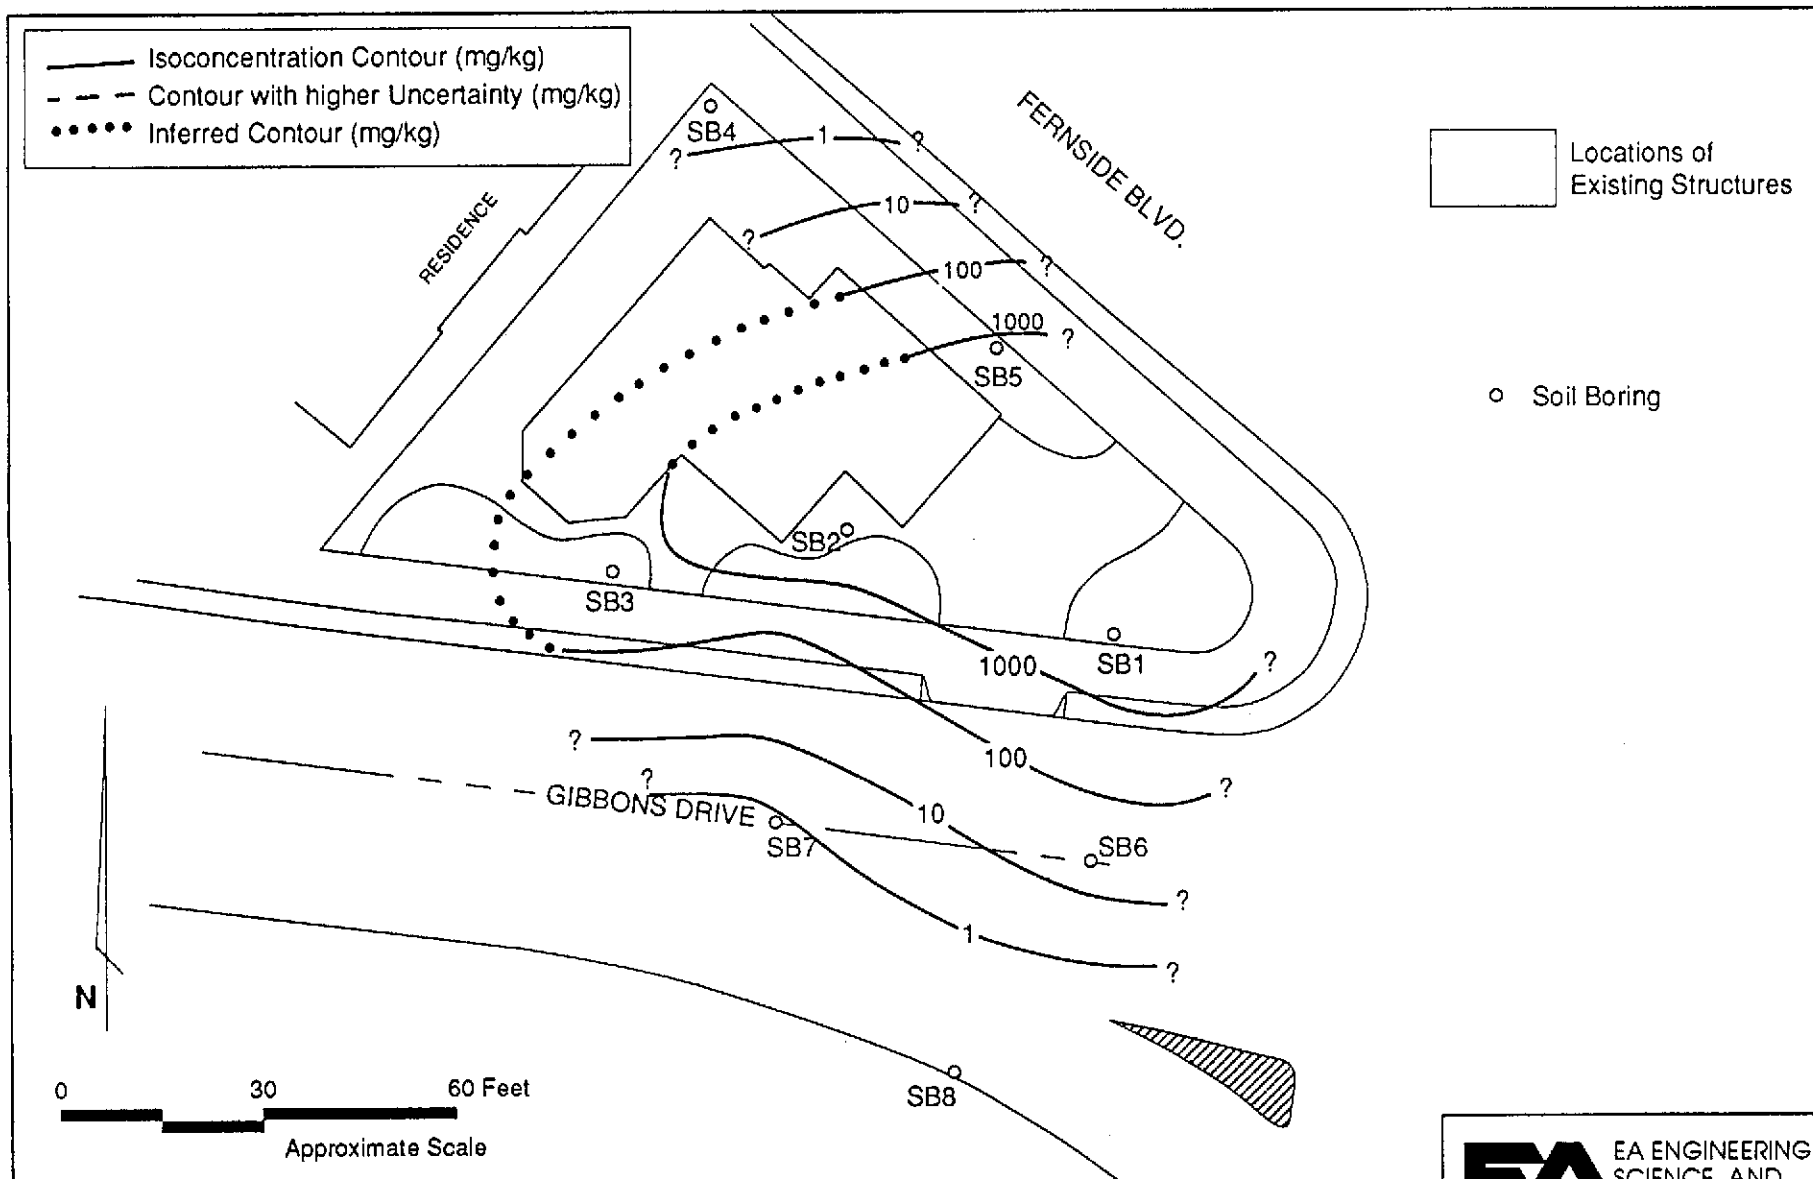 Isoconcentration Contour (mg/kg)
Contour with higher Uncertainty (mg/kg)
Inferred Contour (mg/kg)
SB4
? 1 ?
FERNSIDE BLVD.
Locations of
Existing Structures
RESIDENCE
? 10 ?
100 ?
1000 ?
SB5
Soil Boring
SB2
SB3
SB1
1000 ?
100 ?
? 10 ?
? 1 ?
GIBBONS DRIVE
SB7
SB6
N
SB8
0 30 60 Feet
Approximate Scale
EA ENGINEERING
SCIENCE, AND